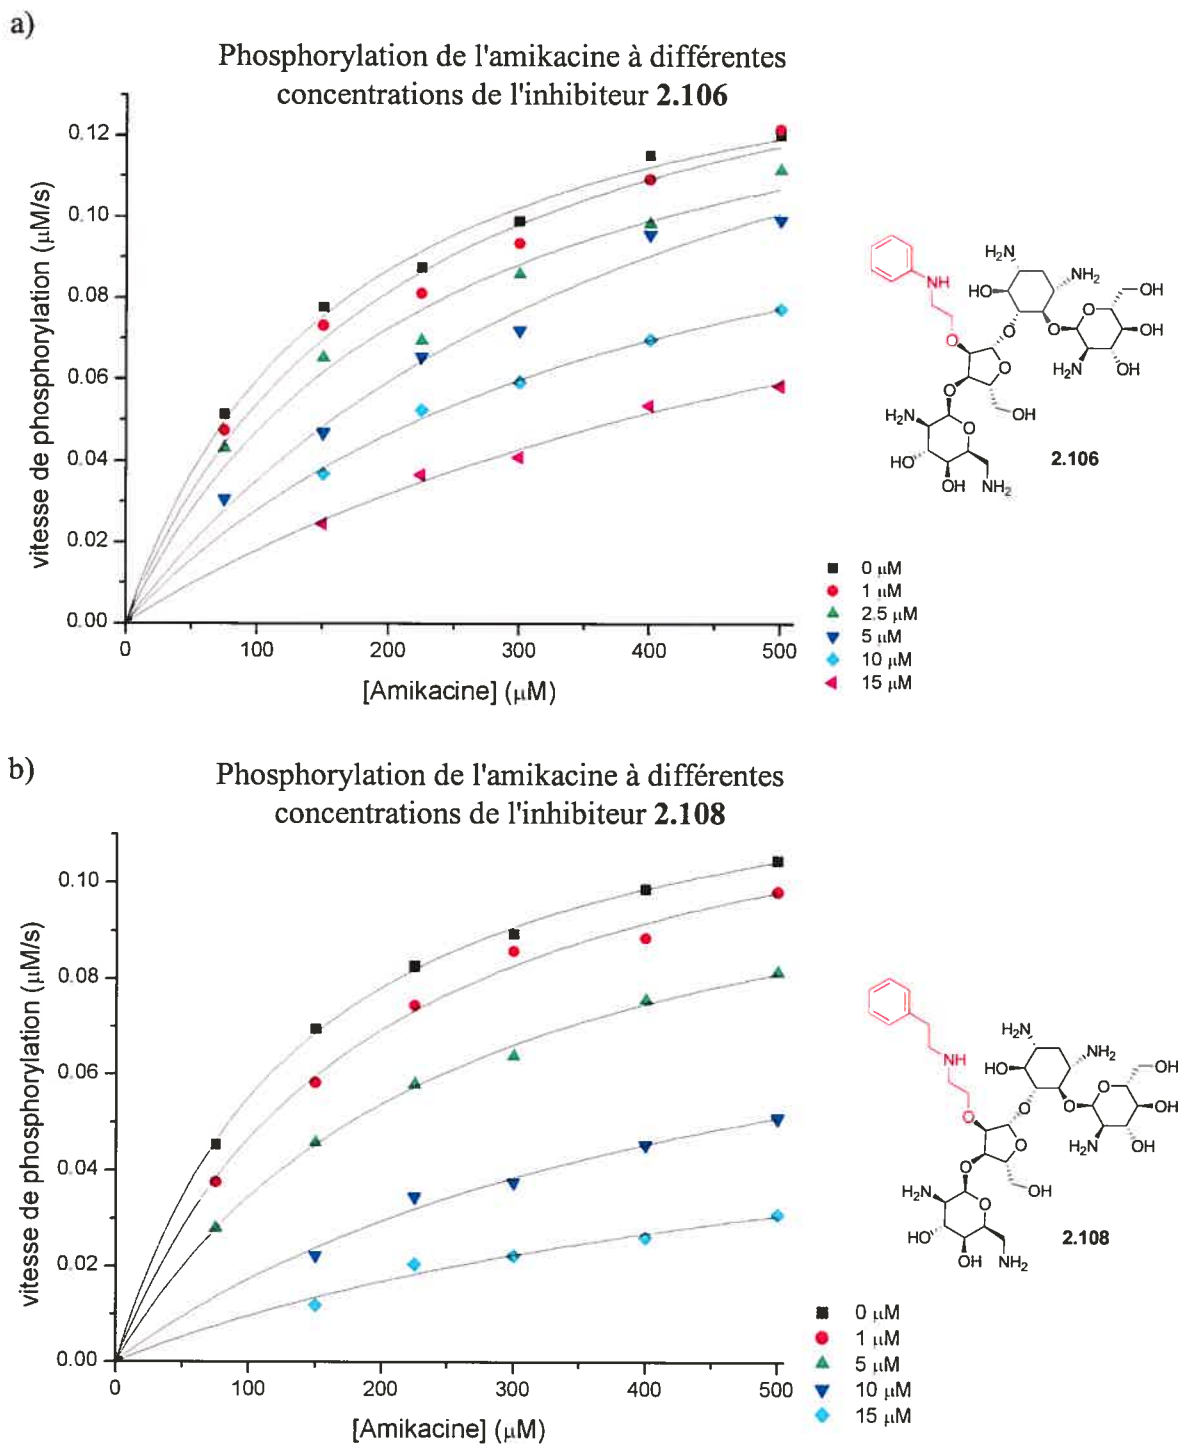 a)
Phosphorylation de l'amikacine à différentes
concentrations de l'inhibiteur 2.106
vitesse de phosphorylation (µM/s)
0.12
0.10
0.08
0.06
0.04
0.02
0.00
0 100 200 300 400 500
[Amikacine] (µM)
NH
O
H₂N
NH₂
HO
O
O
O
OH
OH
OH
H₂N
O
O
OH
H₂N
O
HO
OH
NH₂
2.106
0 µM
1 µM
2.5 µM
5 µM
10 µM
15 µM
b)
Phosphorylation de l'amikacine à différentes
concentrations de l'inhibiteur 2.108
vitesse de phosphorylation (µM/s)
0.10
0.08
0.06
0.04
0.02
0.00
0 100 200 300 400 500
[Amikacine] (µM)
NH
O
H₂N
NH₂
HO
O
O
O
OH
OH
OH
H₂N
O
O
OH
H₂N
O
HO
OH
NH₂
2.108
0 µM
1 µM
5 µM
10 µM
15 µM